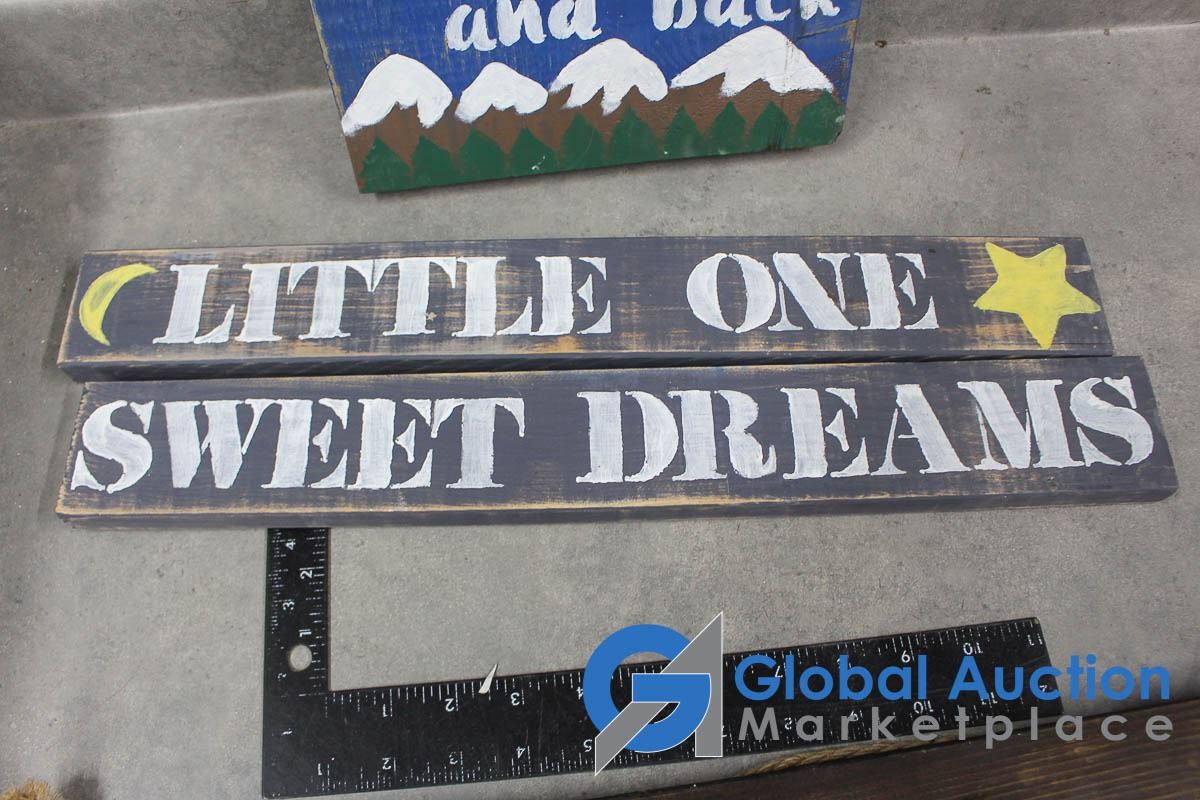 and back
LITTLE ONE
SWEET DREAMS
Global Auction
Marketplace